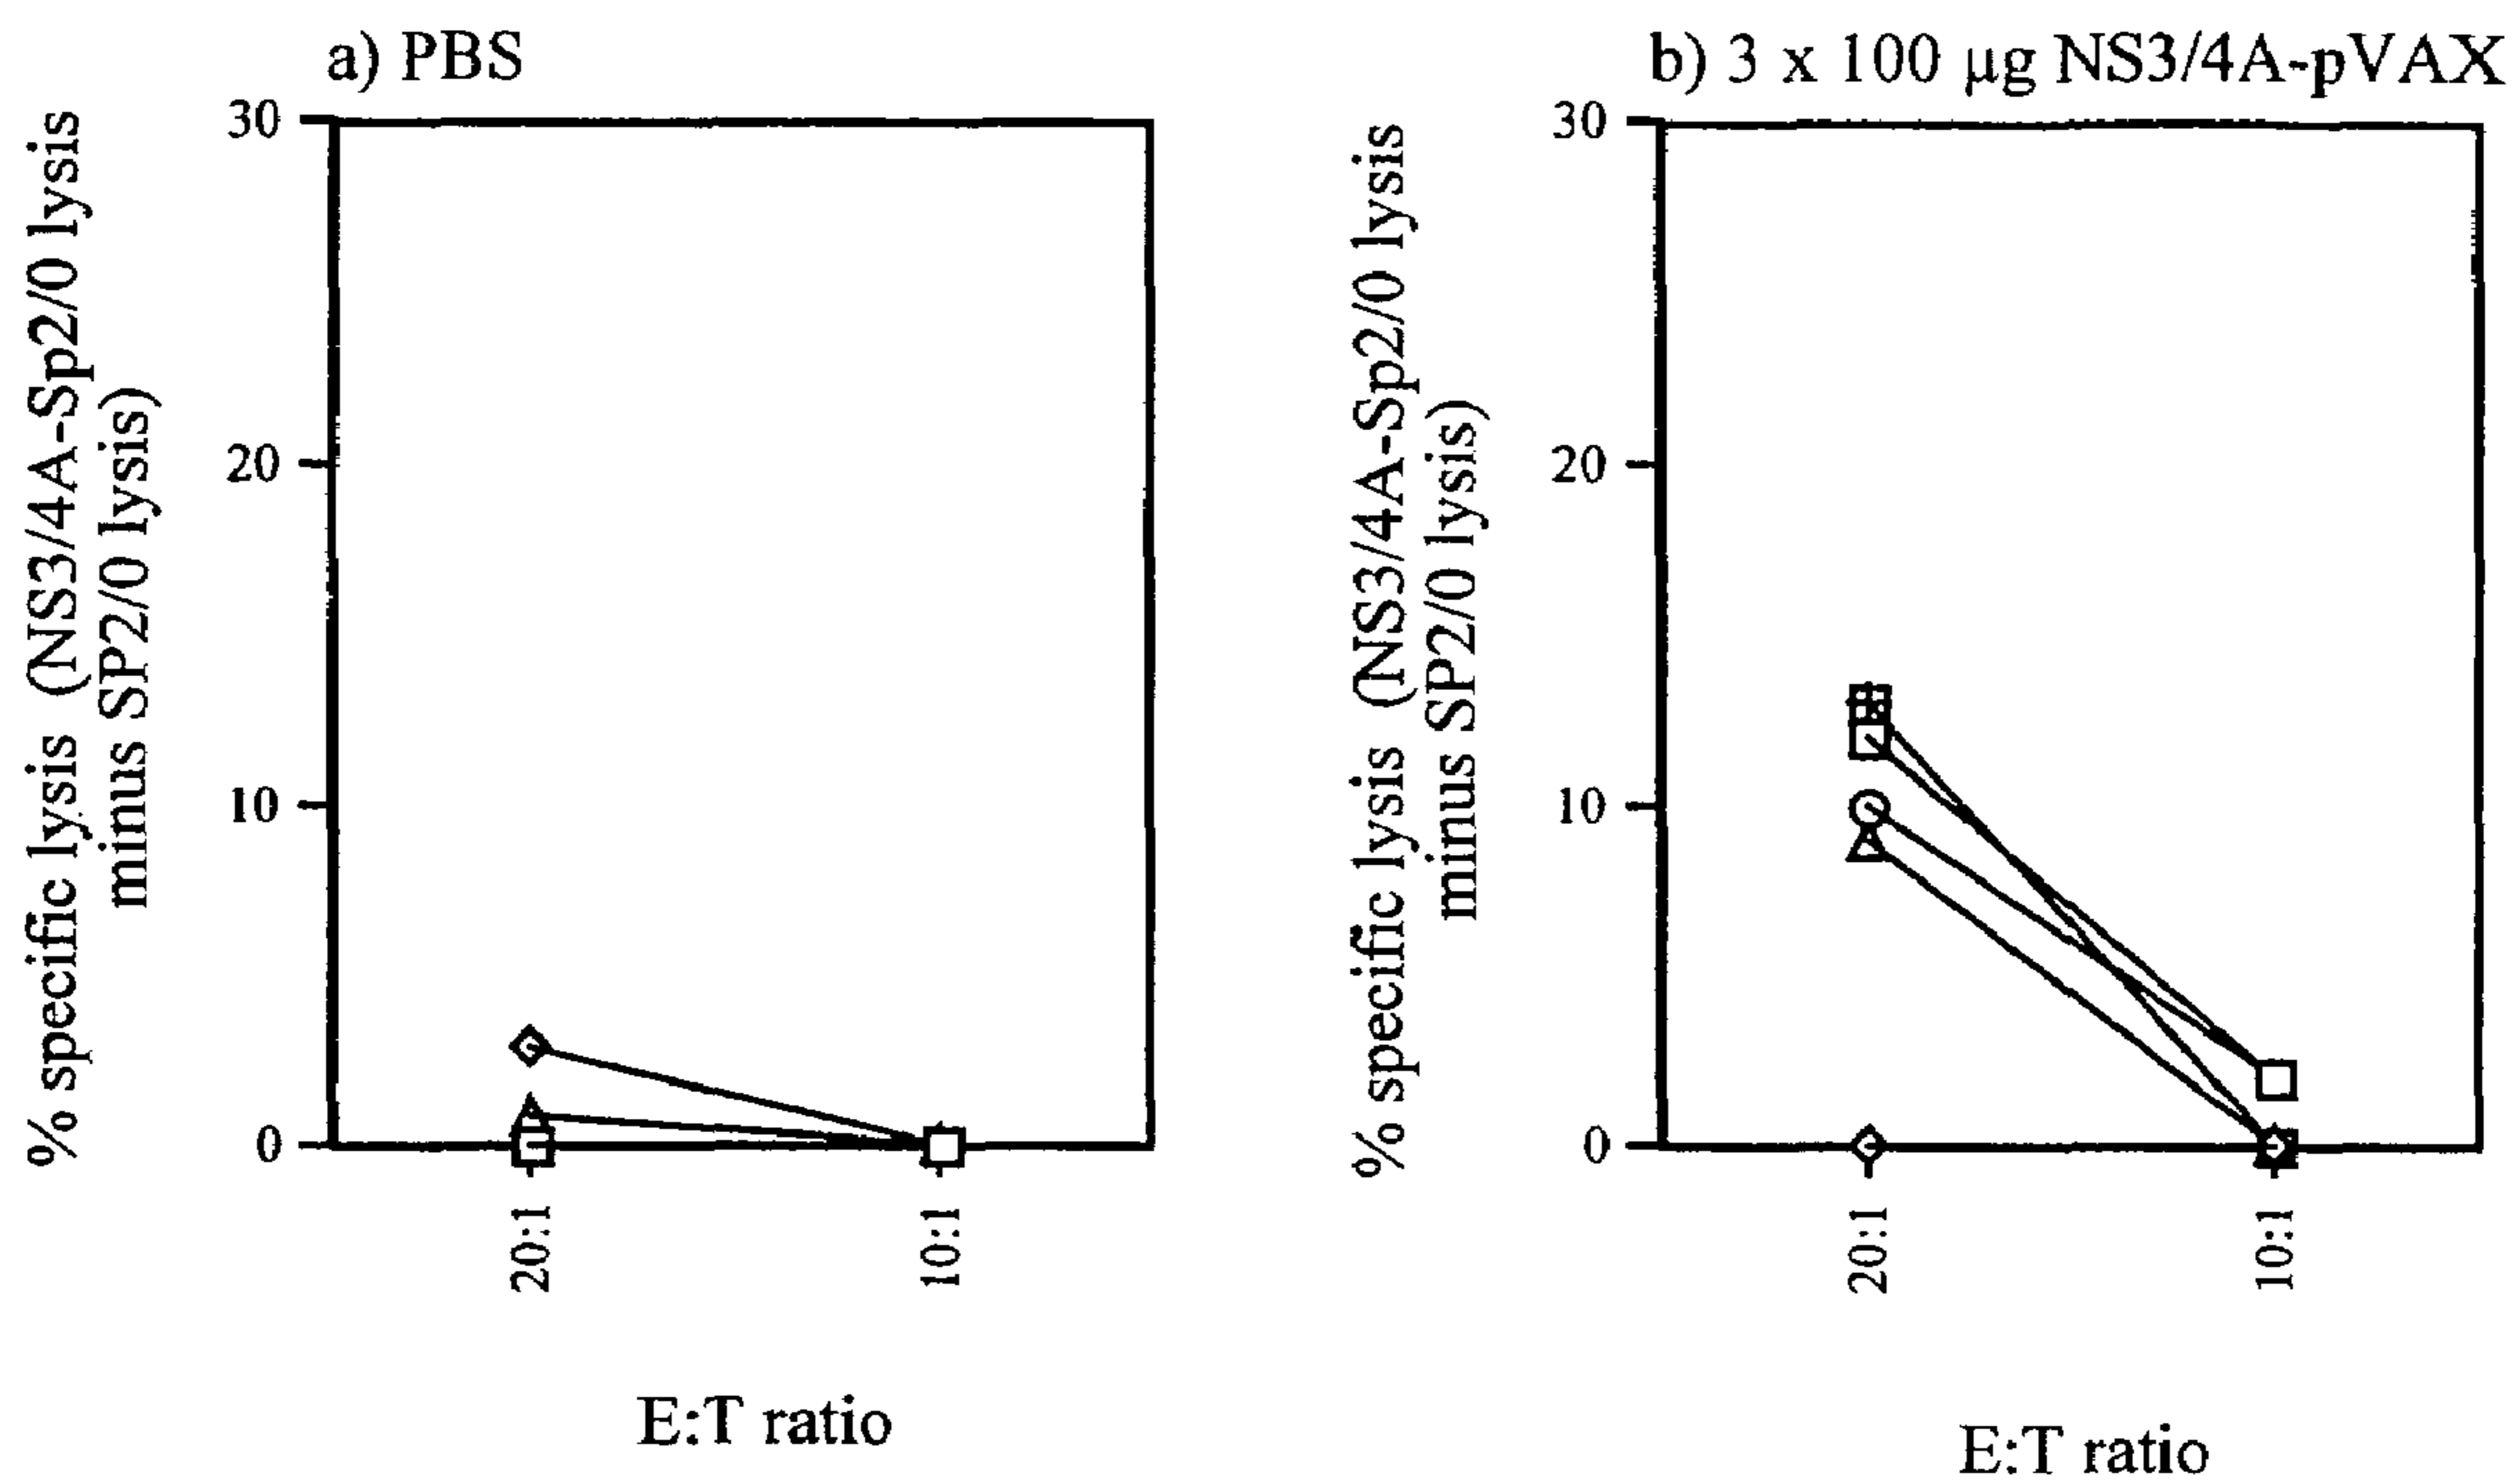 a) PBS
% specific lysis (NS3/4A-Sp2/0 lysis
minus SP2/0 lysis)
30
20
10
0
20:1
10:1
E:T ratio
b) 3 x 100 μg NS3/4A-pVAX
% specific lysis (NS3/4A-Sp2/0 lysis
minus SP2/0 lysis)
30
20
10
0
20:1
10:1
E:T ratio